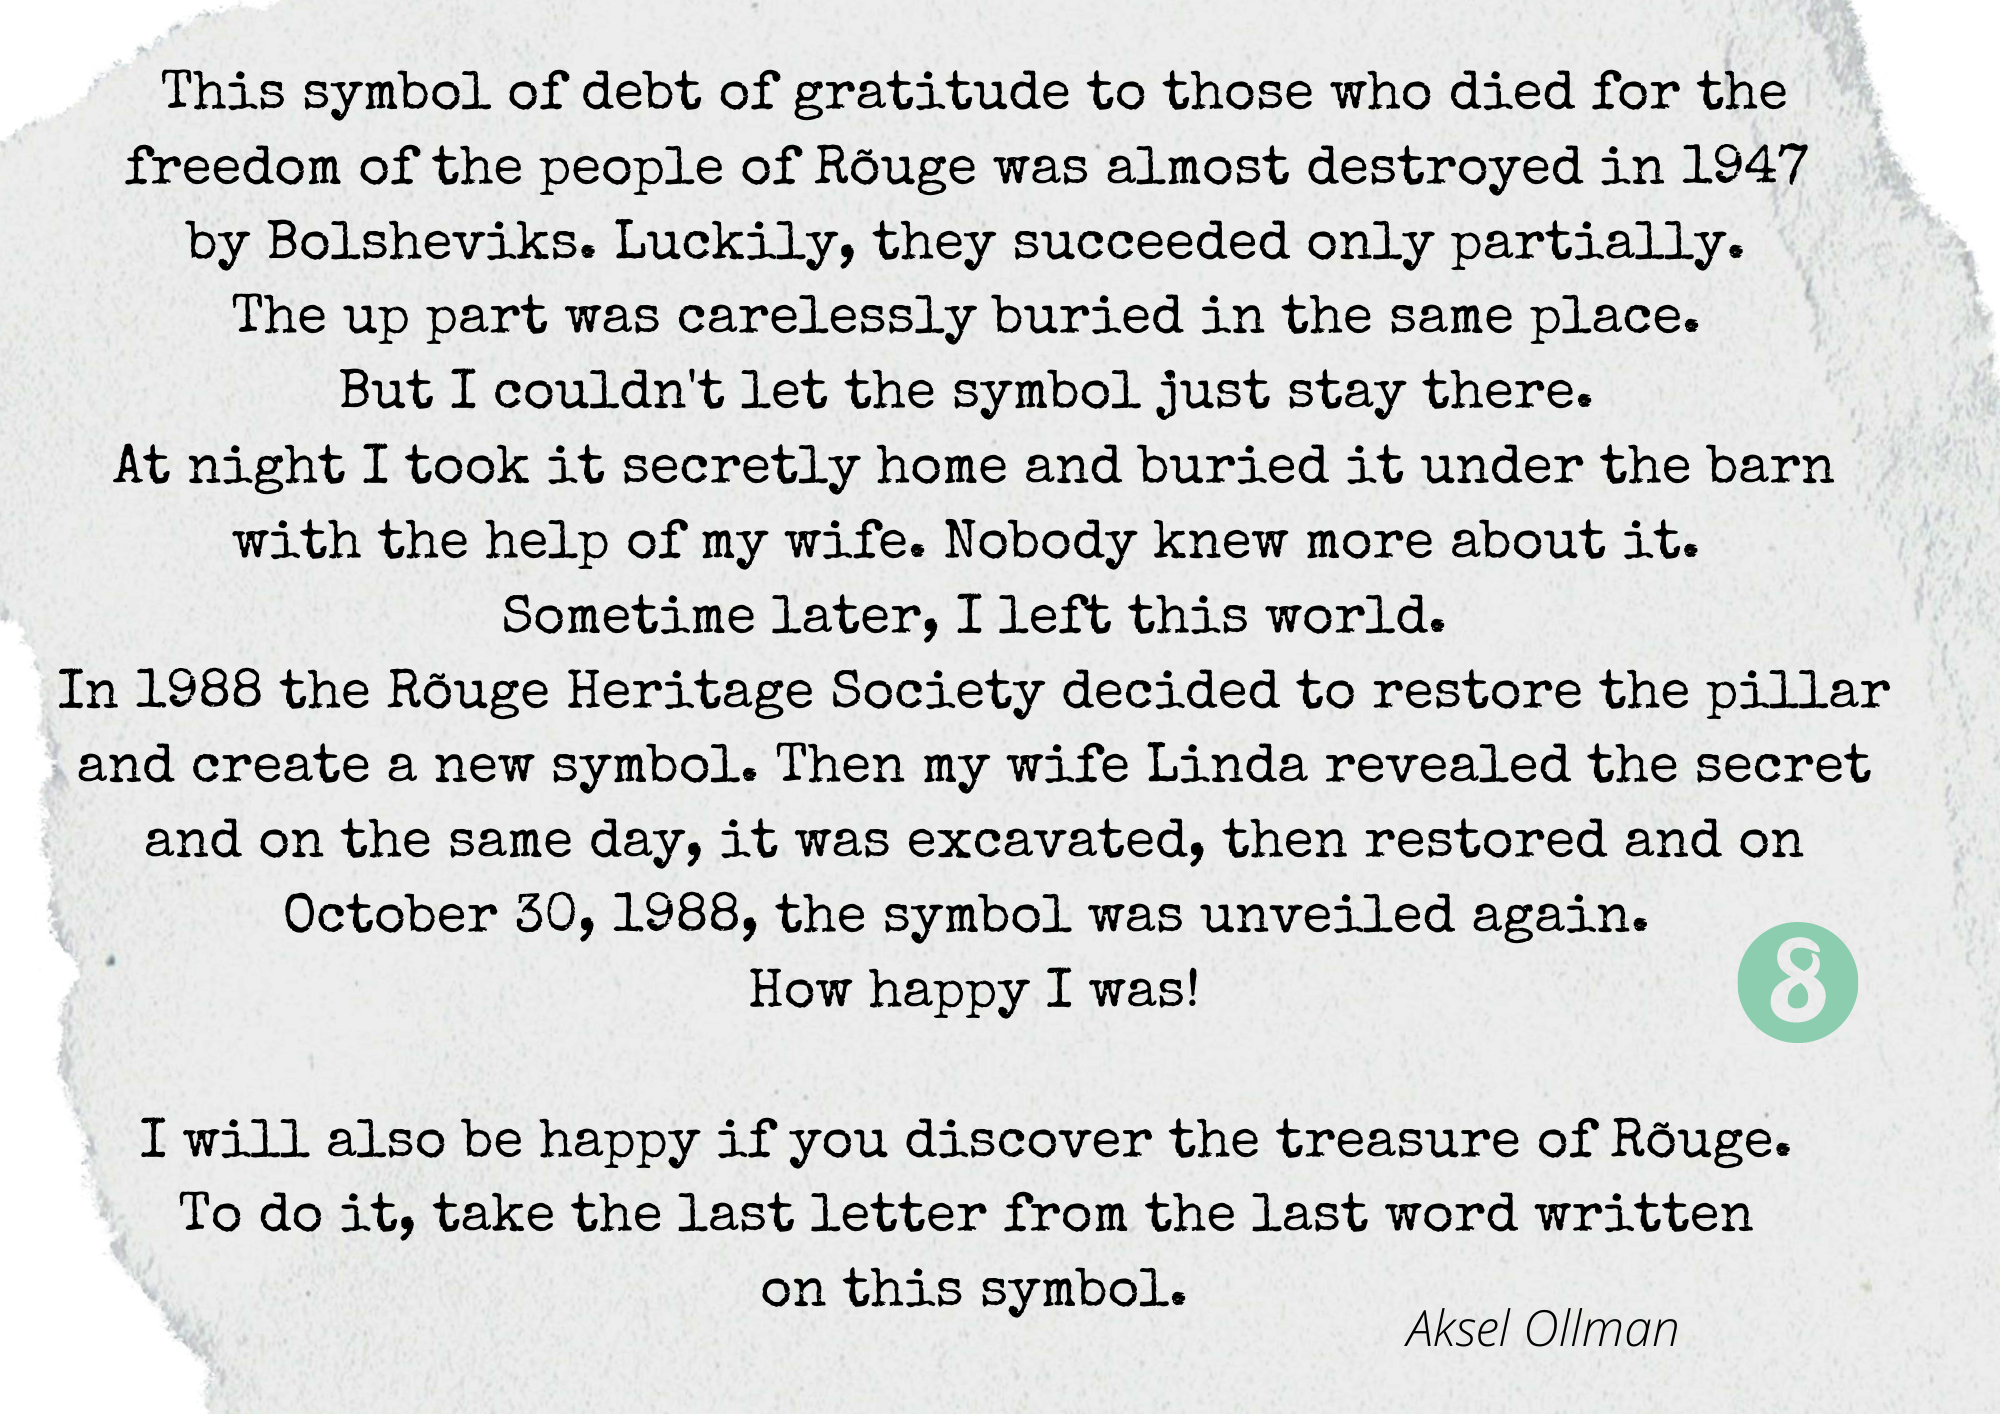 This symbol of debt of gratitude to those who died for the
freedom of the people of Rõuge was almost destroyed in 1947
by Bolsheviks. Luckily, they succeeded only partially.
The up part was carelessly buried in the same place.
But I couldn't let the symbol just stay there.
At night I took it secretly home and buried it under the barn
with the help of my wife. Nobody knew more about it.
Sometime later, I left this world.
In 1988 the Rõuge Heritage Society decided to restore the pillar
and create a new symbol. Then my wife Linda revealed the secret
and on the same day, it was excavated, then restored and on
October 30, 1988, the symbol was unveiled again.
How happy I was!
8
I will also be happy if you discover the treasure of Rõuge.
To do it, take the last letter from the last word written
on this symbol.
Aksel Ollman